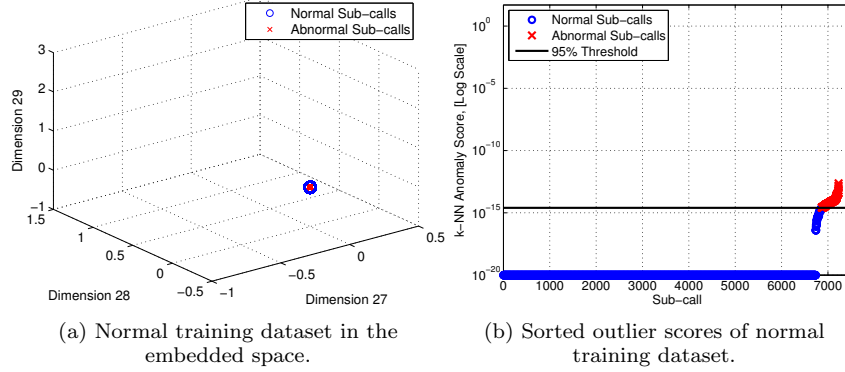 Normal Sub−calls
Abnormal Sub−calls
3
2
1
0
−1
Dimension 29
1.5
1
0.5
0
−0.5
Dimension 28
−1
−0.5
0
0.5
Dimension 27
(a) Normal training dataset in the
embedded space.
Normal Sub−calls
Abnormal Sub−calls
95% Threshold
k−NN Anomaly Score, [Log Scale]
10^0
10^−5
10^−10
10^−15
10^−20
0 1000 2000 3000 4000 5000 6000 7000
Sub−call
(b) Sorted outlier scores of normal
training dataset.